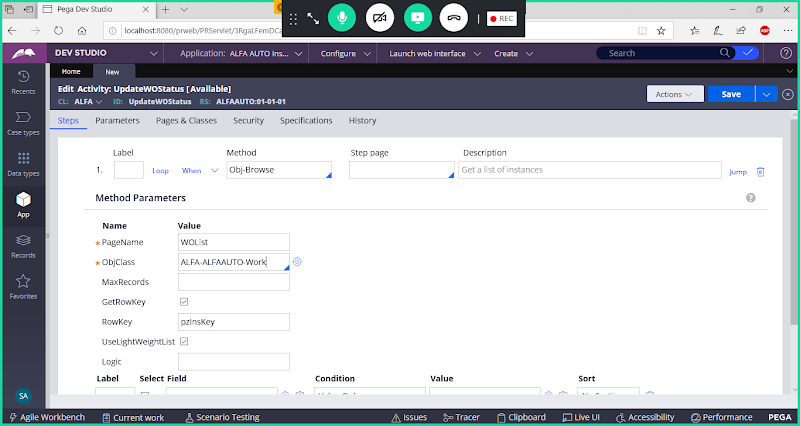 Pega Dev Studio
REC
localhost:8080/prweb/PRServlet/3RgaLFemDCa
ABP
DEV STUDIO
Application: ALFA AUTO Ins...
Configure
Launch web interface
Create
Search
Home
New
Recents
Case types
Data types
App
Records
Favorites
SA
Edit Activity: UpdateWOStatus [Available]
CL: ALFA ID: UpdateWOStatus RS: ALFAAUTO:01-01-01
Actions
Save
Steps Parameters Pages & Classes Security Specifications History
Label Method Step page Description
1. Loop When Obj-Browse Get a list of instances Jump
Method Parameters
Name Value
*PageName WOList
*ObjClass ALFA-ALFAAUTO-Work
MaxRecords
GetRowKey
RowKey pzInsKey
UseLightWeightList
Logic
Label Select Field Condition Value Sort
Agile Workbench Current work Scenario Testing Issues Tracer Clipboard Live UI Accessibility Performance PEGA